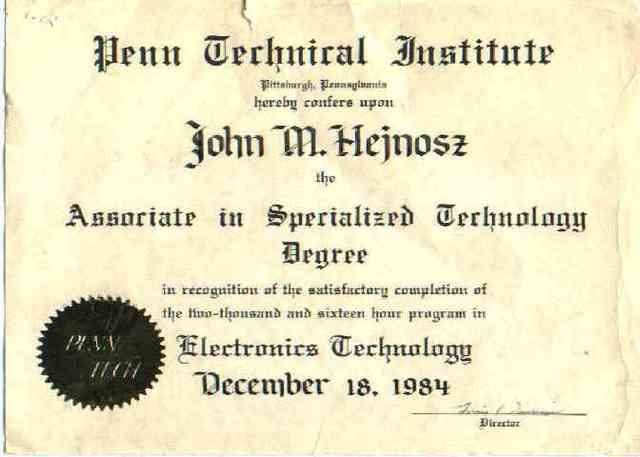 Penn Technical Institute
Pittsburgh, Pennsylvania
hereby confers upon
John M. Hejnosz
the
Associate in Specialized Technology
Degree
in recognition of the satisfactory completion of
the two-thousand and sixteen hour program in
Electronics Technology
December 18, 1984
PENN
TECH
Director